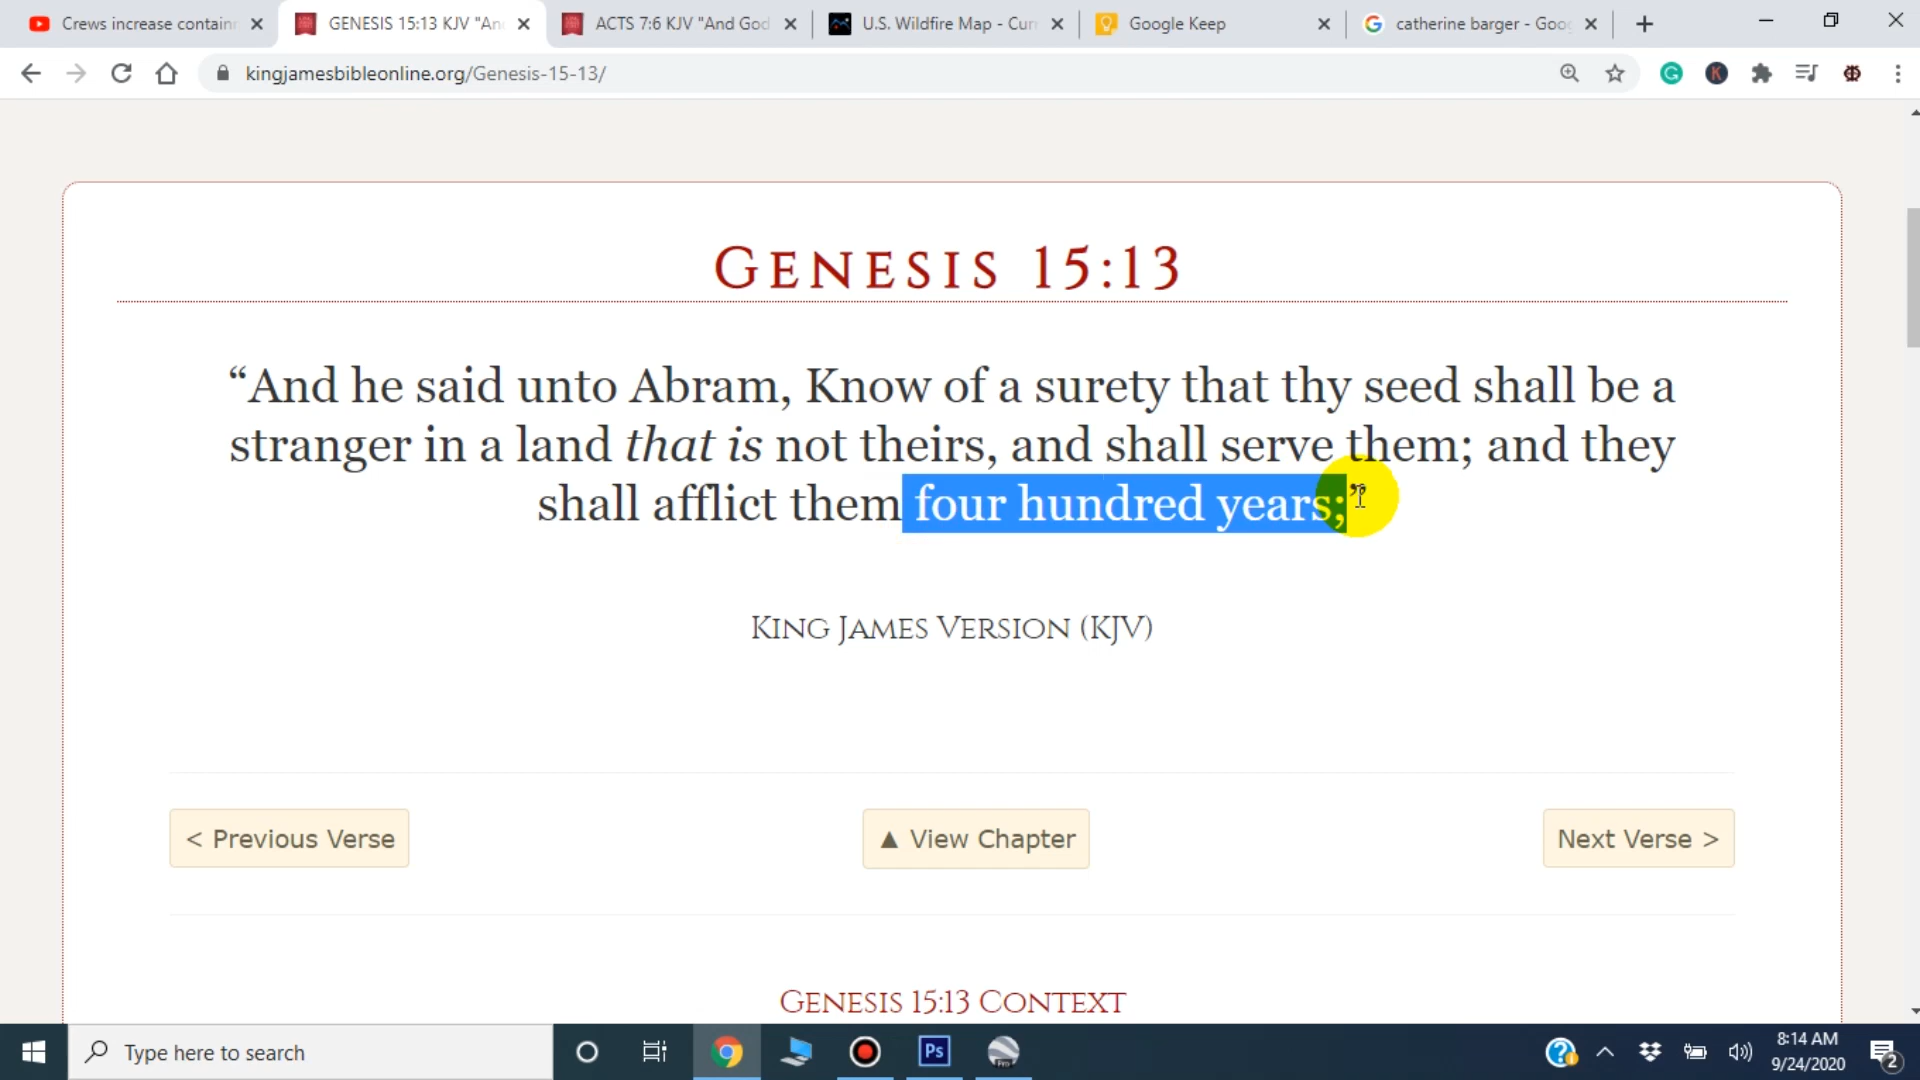 Crews increase containm
GENESIS 15:13 KJV "An
ACTS 7:6 KJV "And God
U.S. Wildfire Map - Curr
Google Keep
catherine barger - Goog
kingjamesbibleonline.org/Genesis-15-13/
GENESIS 15:13
“And he said unto Abram, Know of a surety that thy seed shall be a
stranger in a land that is not theirs, and shall serve them; and they
shall afflict them four hundred years;”
KING JAMES VERSION (KJV)
< Previous Verse
▲ View Chapter
Next Verse >
GENESIS 15:13 CONTEXT
Type here to search
Ps
8:14 AM
9/24/2020
2